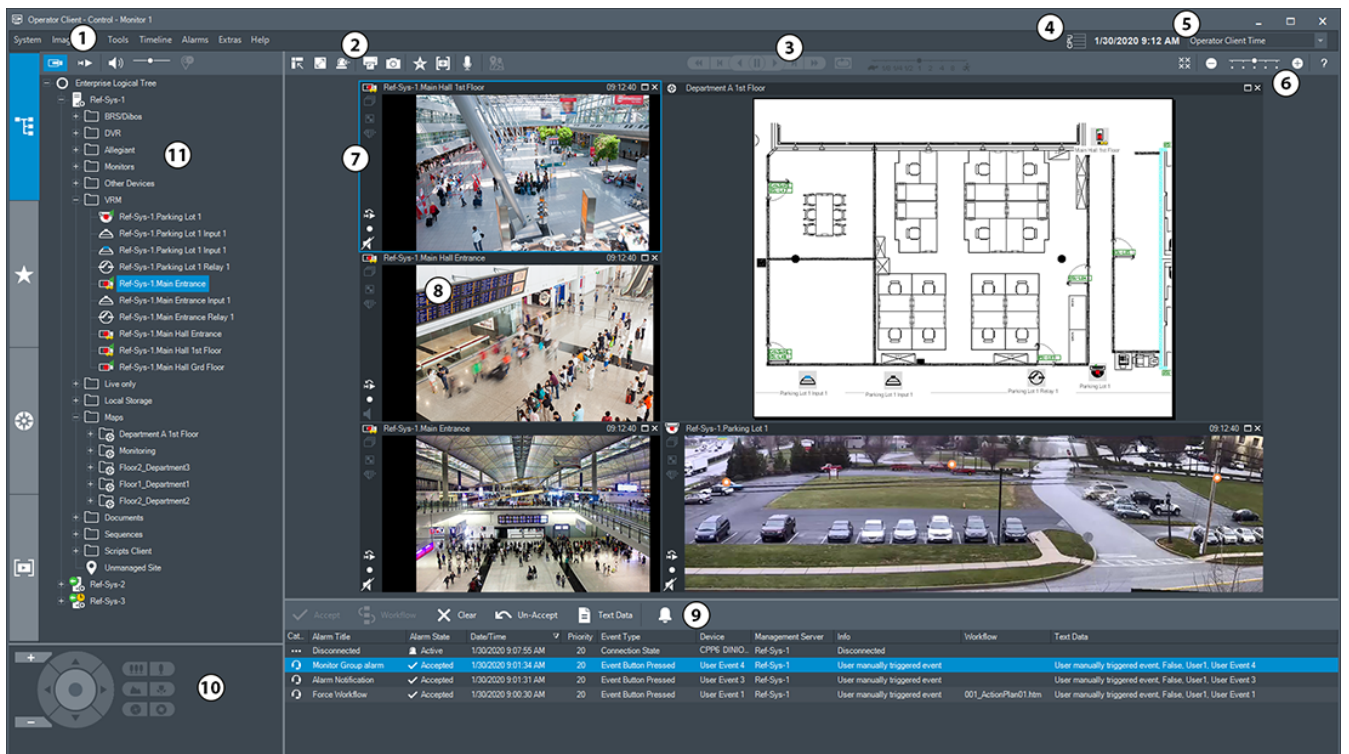 Operator Client - Control - Monitor 1
System Tools Timeline Alarms Extras Help
1
2
3
4
1/30/2020 9:12 AM
5
Operator Client Time
6
Enterprise Logical Tree
Ref-Sys-1
BRS/Dibos
DVR
Allegiant
11
Monitors
Other Devices
VRM
Ref-Sys-1.Parking Lot 1
Ref-Sys-1.Parking Lot 1 Input 1
Ref-Sys-1.Parking Lot 1 Input 1
Ref-Sys-1.Parking Lot 1 Relay 1
Ref-Sys-1.Main Entrance
Ref-Sys-1.Main Entrance Input 1
Ref-Sys-1.Main Entrance Relay 1
Ref-Sys-1.Main Hall Entrance
Ref-Sys-1.Main Hall 1st Floor
Ref-Sys-1.Main Hall Grd Floor
Live only
Local Storage
Maps
Department A 1st Floor
Monitoring
Floor2_Department3
Floor1_Department1
Floor2_Department2
Documents
Sequences
Scripts Client
Unmanaged Site
Ref-Sys-2
Ref-Sys-3
10
Ref-Sys-1.Main Hall 1st Floor 09:12:40
7
Ref-Sys-1.Main Hall Entrance 09:12:40
8
Ref-Sys-1.Main Entrance 09:12:40
Department A 1st Floor
Main Hall 1st Floor
Parking Lot 1 Input 1
Parking Lot 1 Input 1
Parking Lot 1 Relay 1
Parking Lot 1
Ref-Sys-1.Parking Lot 1 09:12:40
Accept Workflow Clear Un-Accept Text Data 9
Cat.. Alarm Title Alarm State Date/Time Priority Event Type Device Management Server Info Workflow Text Data
Disconnected Active 1/30/2020 9:07:55 AM 20 Connection State CPP6 DINIO... Ref-Sys-1 Disconnected
Monitor Group alarm Accepted 1/30/2020 9:01:34 AM 20 Event Button Pressed User Event 4 Ref-Sys-1 User manually triggered event User manually triggered event, False, User1, User Event 4
Alarm Notification Accepted 1/30/2020 9:01:31 AM 20 Event Button Pressed User Event 3 Ref-Sys-1 User manually triggered event User manually triggered event, False, User1, User Event 3
Force Workflow Accepted 1/30/2020 9:00:30 AM 20 Event Button Pressed User Event 1 Ref-Sys-1 User manually triggered event 001_ActionPlan01.htm User manually triggered event, False, User1, User Event 1